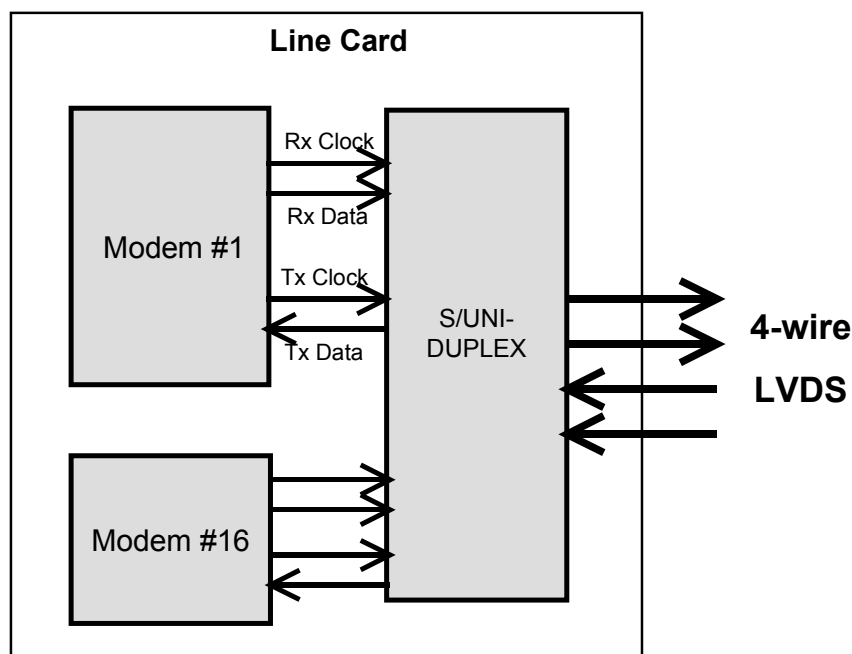 Line Card
Rx Clock
Rx Data
Modem #1
Tx Clock
Tx Data
S/UNI-
DUPLEX
4-wire
LVDS
Modem #16